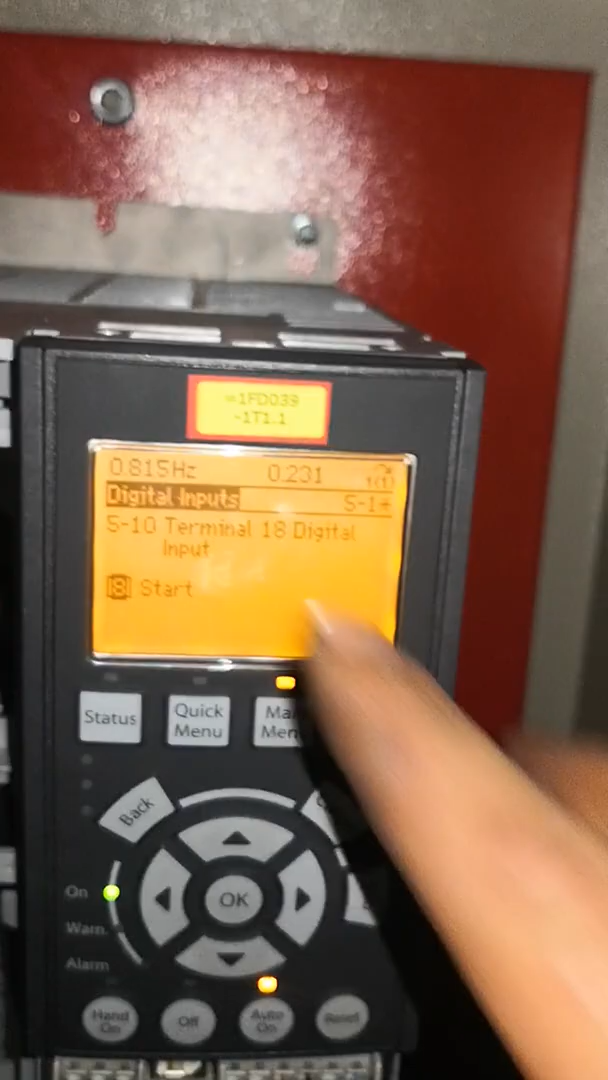 =1FD039
-1T1.1
0.815Hz 0.231 1(1)
Digital Inputs 5-1*
5-10 Terminal 18 Digital
Input
[8] Start
Status
Quick
Menu
Back
OK
On
Warn.
Alarm
Hand
On
Off
Auto
On
Reset